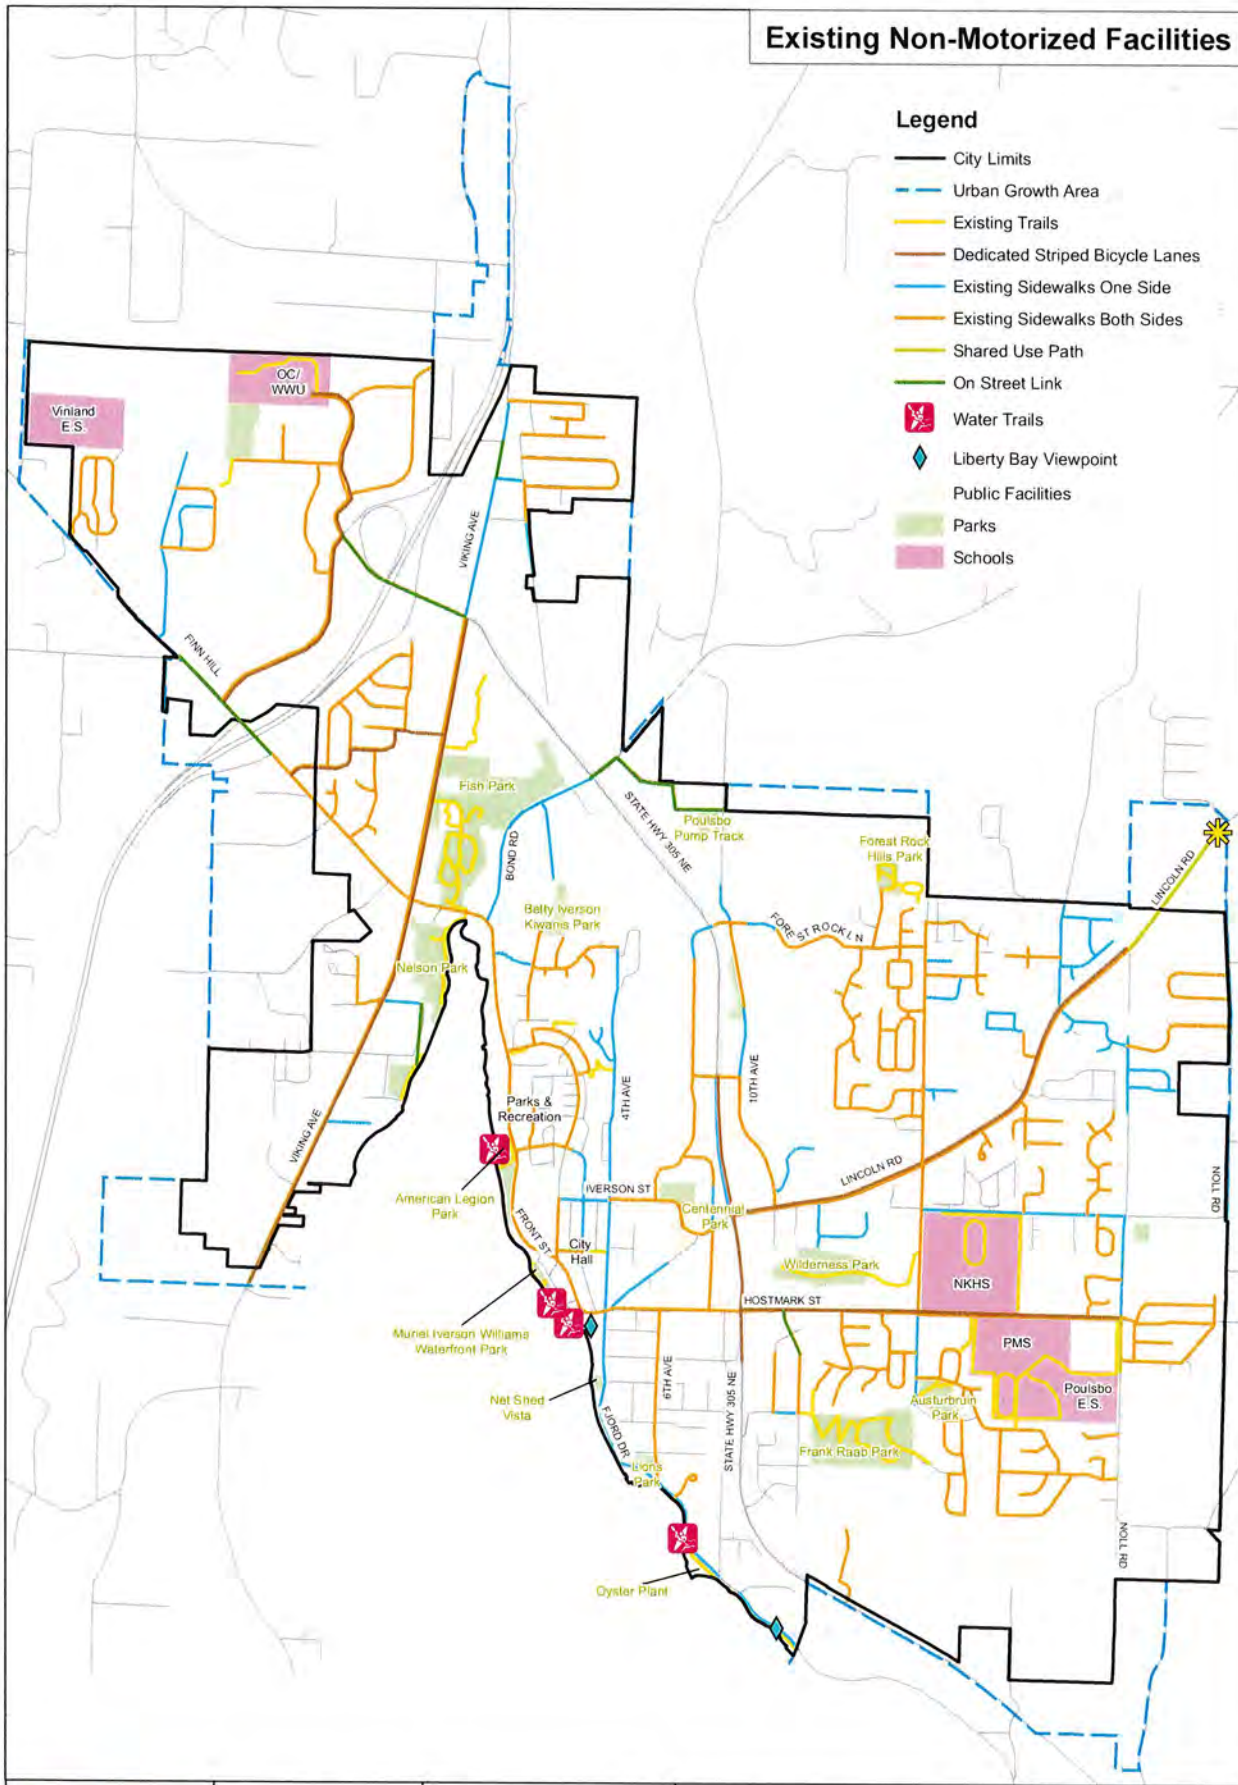 Existing Non-Motorized Facilities
Legend
City Limits
Urban Growth Area
Existing Trails
Dedicated Striped Bicycle Lanes
Existing Sidewalks One Side
Existing Sidewalks Both Sides
Shared Use Path
On Street Link
Water Trails
Liberty Bay Viewpoint
Public Facilities
Parks
Schools
OC/
WWU
Vinland
E.S.
VIKING AVE
FINN HILL
Fish Park
BOND RD
STATE HWY 305 NE
Poulsbo
Pump Track
Forest Rock
Hills Park
LINCOLN RD
Betty Iverson
Kiwanis Park
FOREST ROCK LN
Nelson Park
4TH AVE
10TH AVE
Parks &
Recreation
VIKING AVE
LINCOLN RD
NOLL RD
IVERSON ST
American Legion
Park
Centennial
Park
FRONT ST
City
Hall
Wilderness Park
NKHS
HOSTMARK ST
Muriel Iverson Williams
Waterfront Park
PMS
6TH AVE
Net Shed
Vista
Poulsbo
E.S.
Austurbruin
Park
FJORD DR
STATE HWY 305 NE
Frank Raab Park
Lions
Park
NOLL RD
Oyster Plant